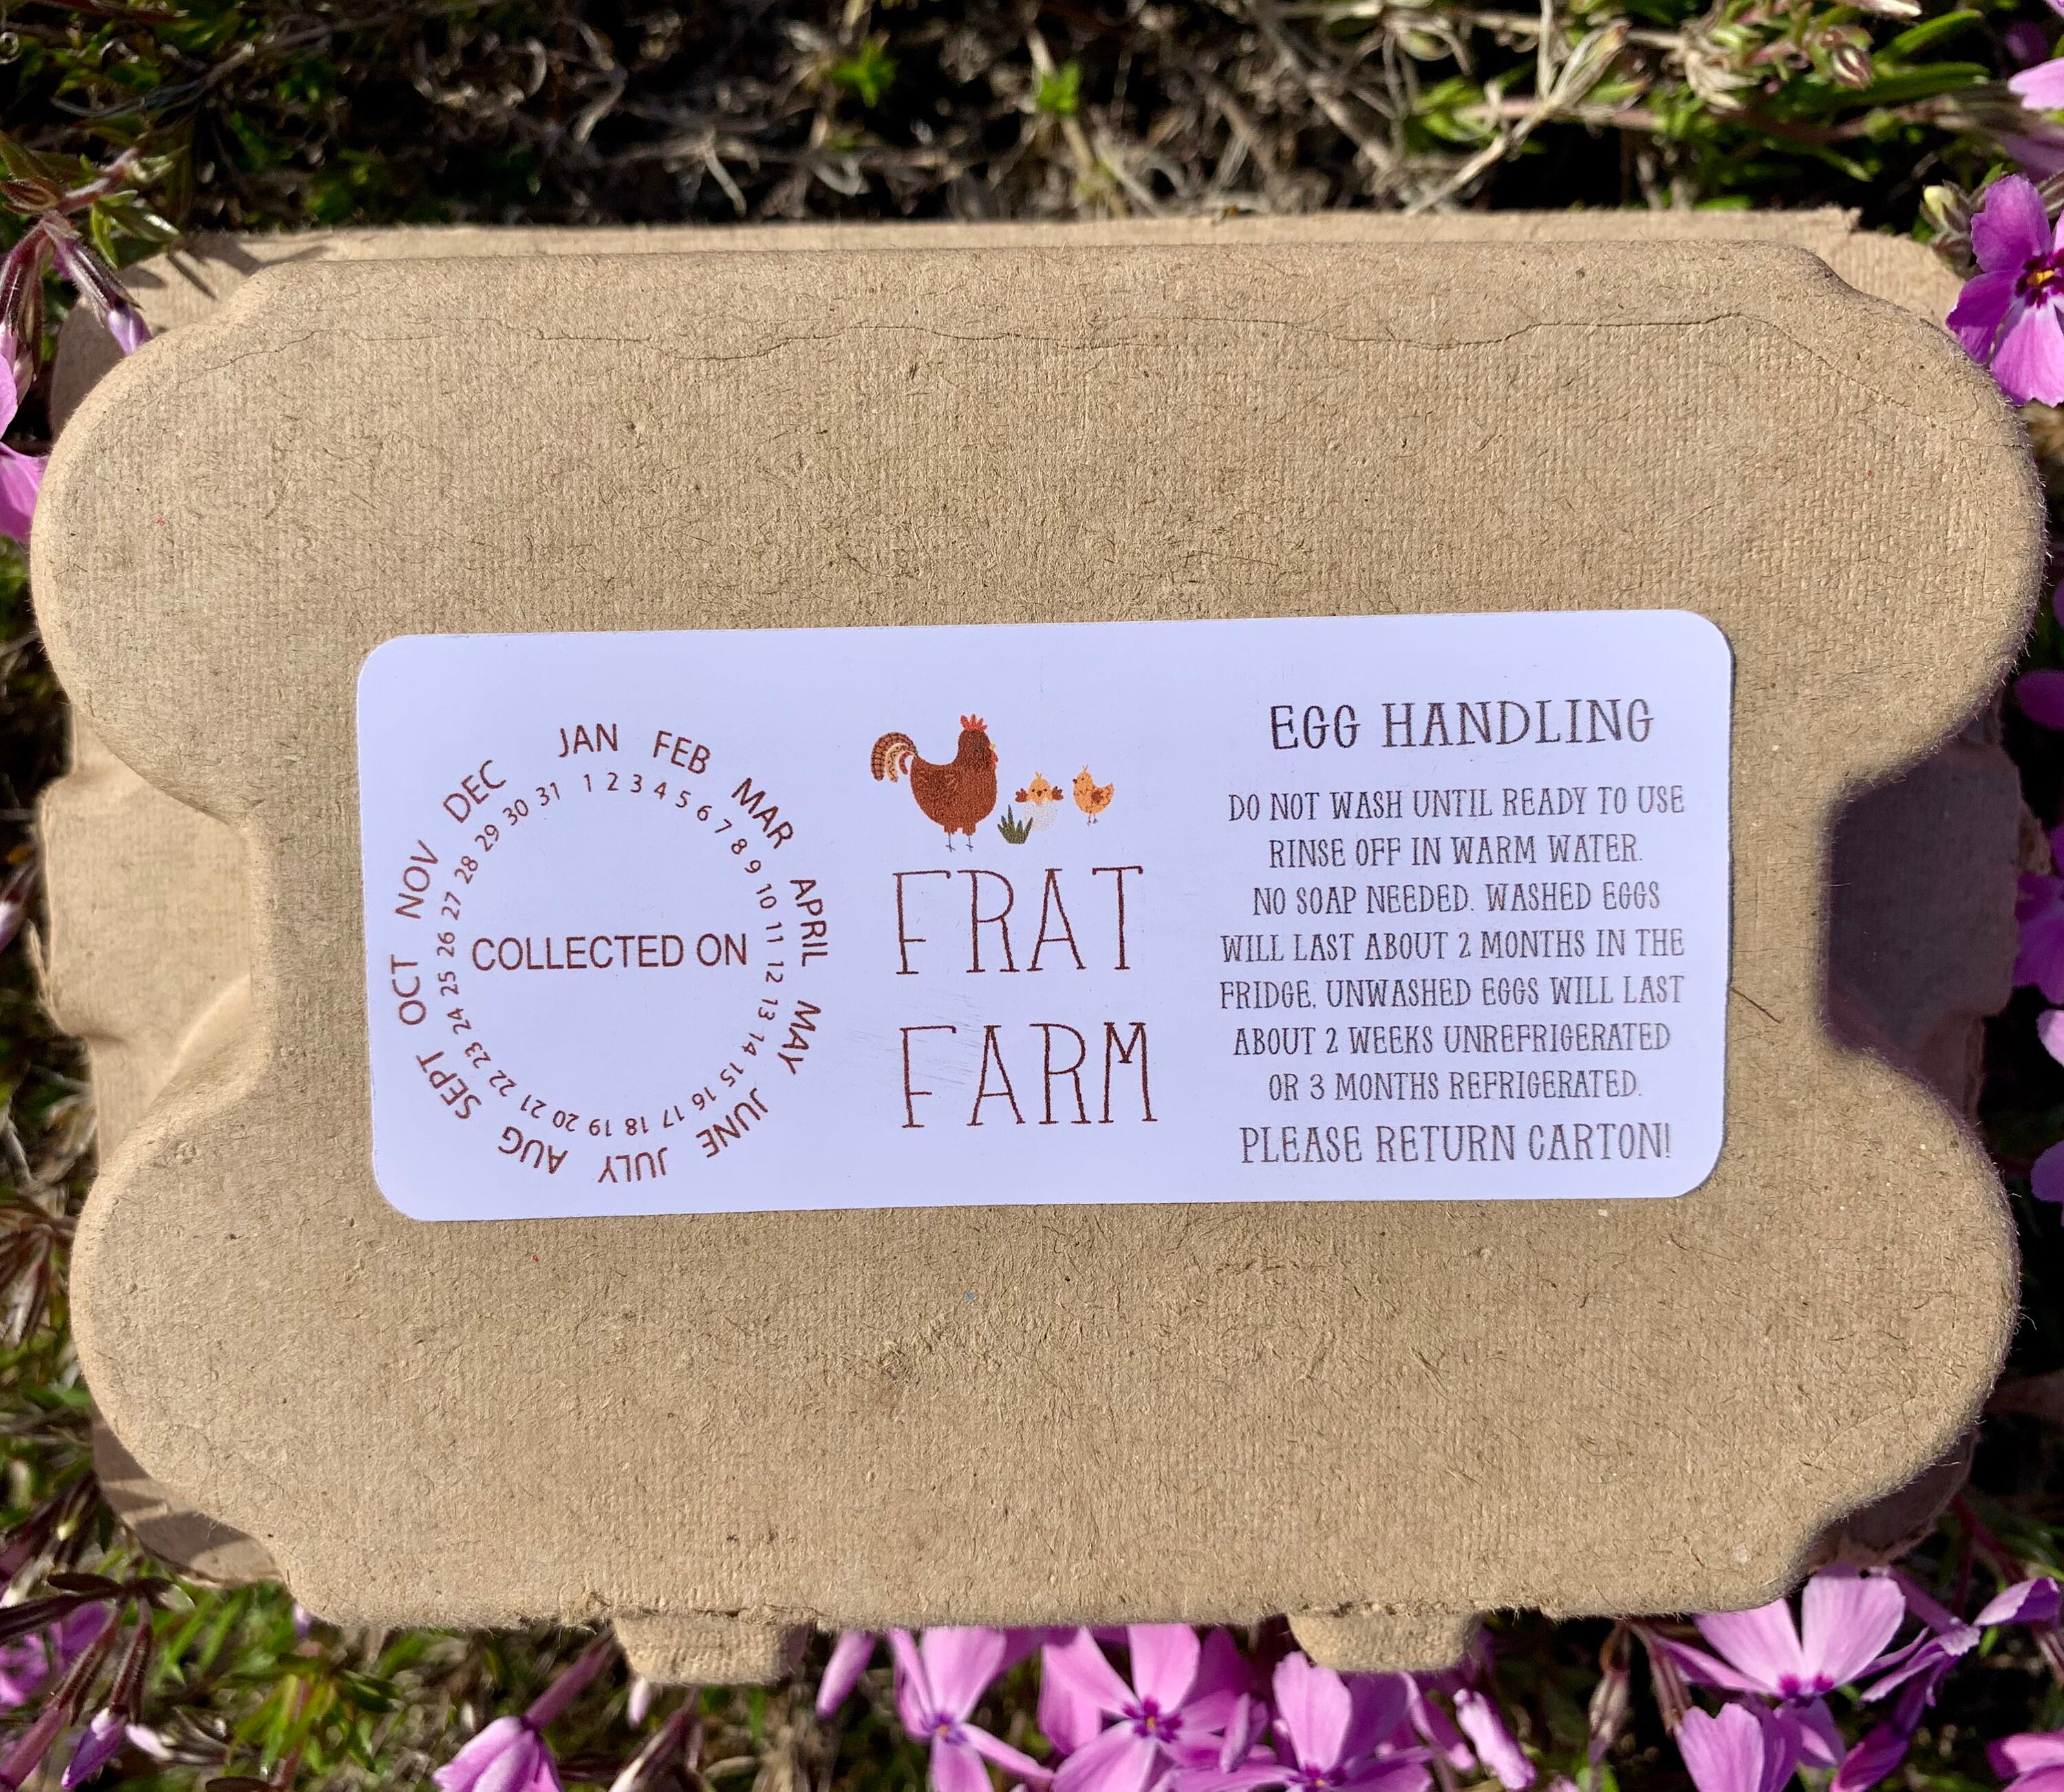 JAN FEB MAR APRIL MAY JUNE JULY AUG SEPT OCT NOV DEC
1 2 3 4 5 6 7 8 9 10 11 12 13 14 15 16 17 18 19 20 21 22 23 24 25 26 27 28 29 30 31
COLLECTED ON
FRAT
FARM
EGG HANDLING
DO NOT WASH UNTIL READY TO USE
RINSE OFF IN WARM WATER.
NO SOAP NEEDED. WASHED EGGS
WILL LAST ABOUT 2 MONTHS IN THE
FRIDGE, UNWASHED EGGS WILL LAST
ABOUT 2 WEEKS UNREFRIGERATED
OR 3 MONTHS REFRIGERATED.
PLEASE RETURN CARTON!